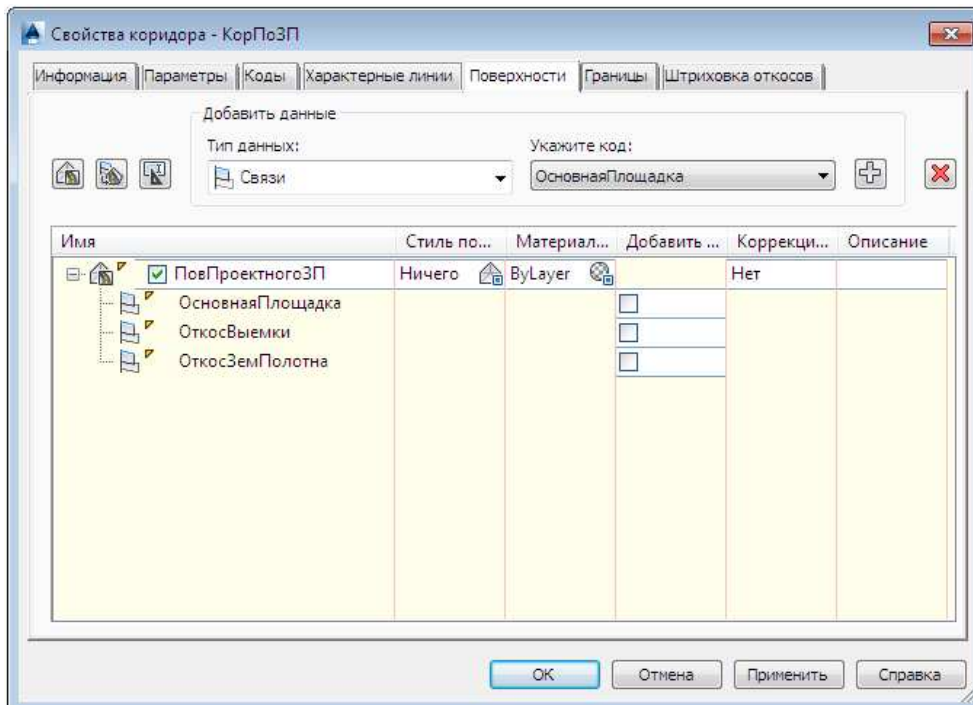 Свойства коридора - КорПоЗП
Информация Параметры Коды Характерные линии Поверхности Границы Штриховка откосов
Добавить данные
Тип данных: Укажите код:
Связи ОсновнаяПлощадка
Имя Стиль по... Материал... Добавить ... Коррекци... Описание
ПовПроектногоЗП Ничего ByLayer Нет
ОсновнаяПлощадка
ОткосВыемки
ОткосЗемПолотна
OK Отмена Применить Справка